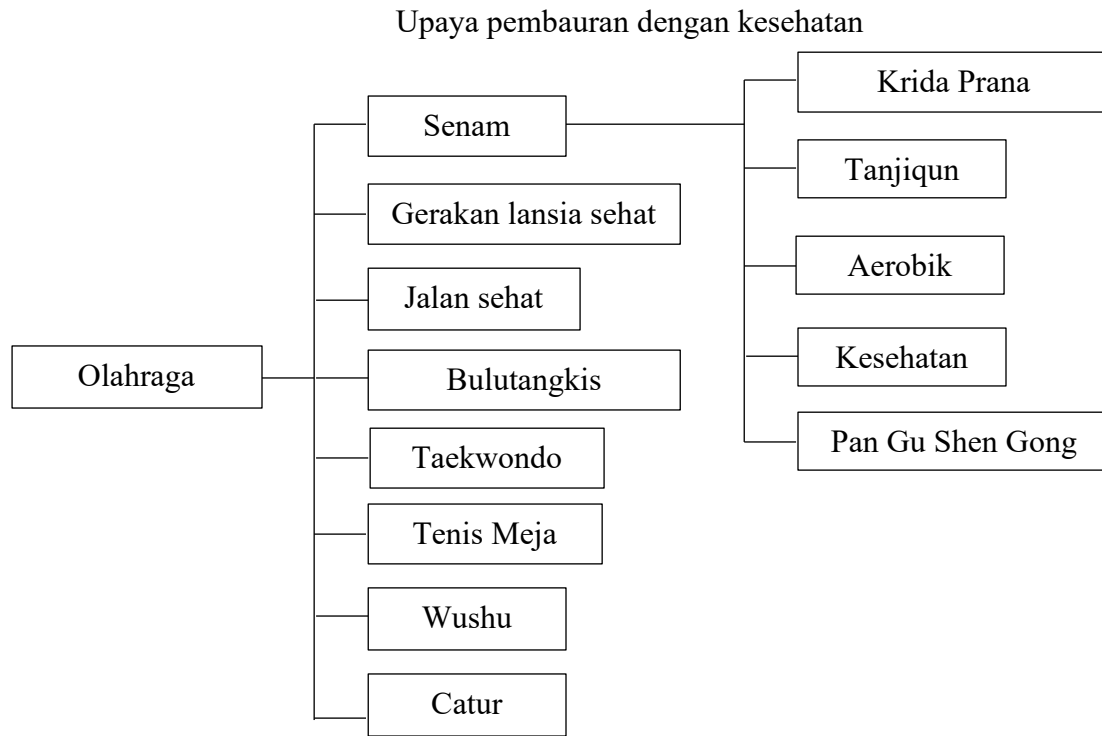 Upaya pembauran dengan kesehatan
Olahraga
Senam
Gerakan lansia sehat
Jalan sehat
Bulutangkis
Taekwondo
Tenis Meja
Wushu
Catur
Krida Prana
Tanjiqun
Aerobik
Kesehatan
Pan Gu Shen Gong